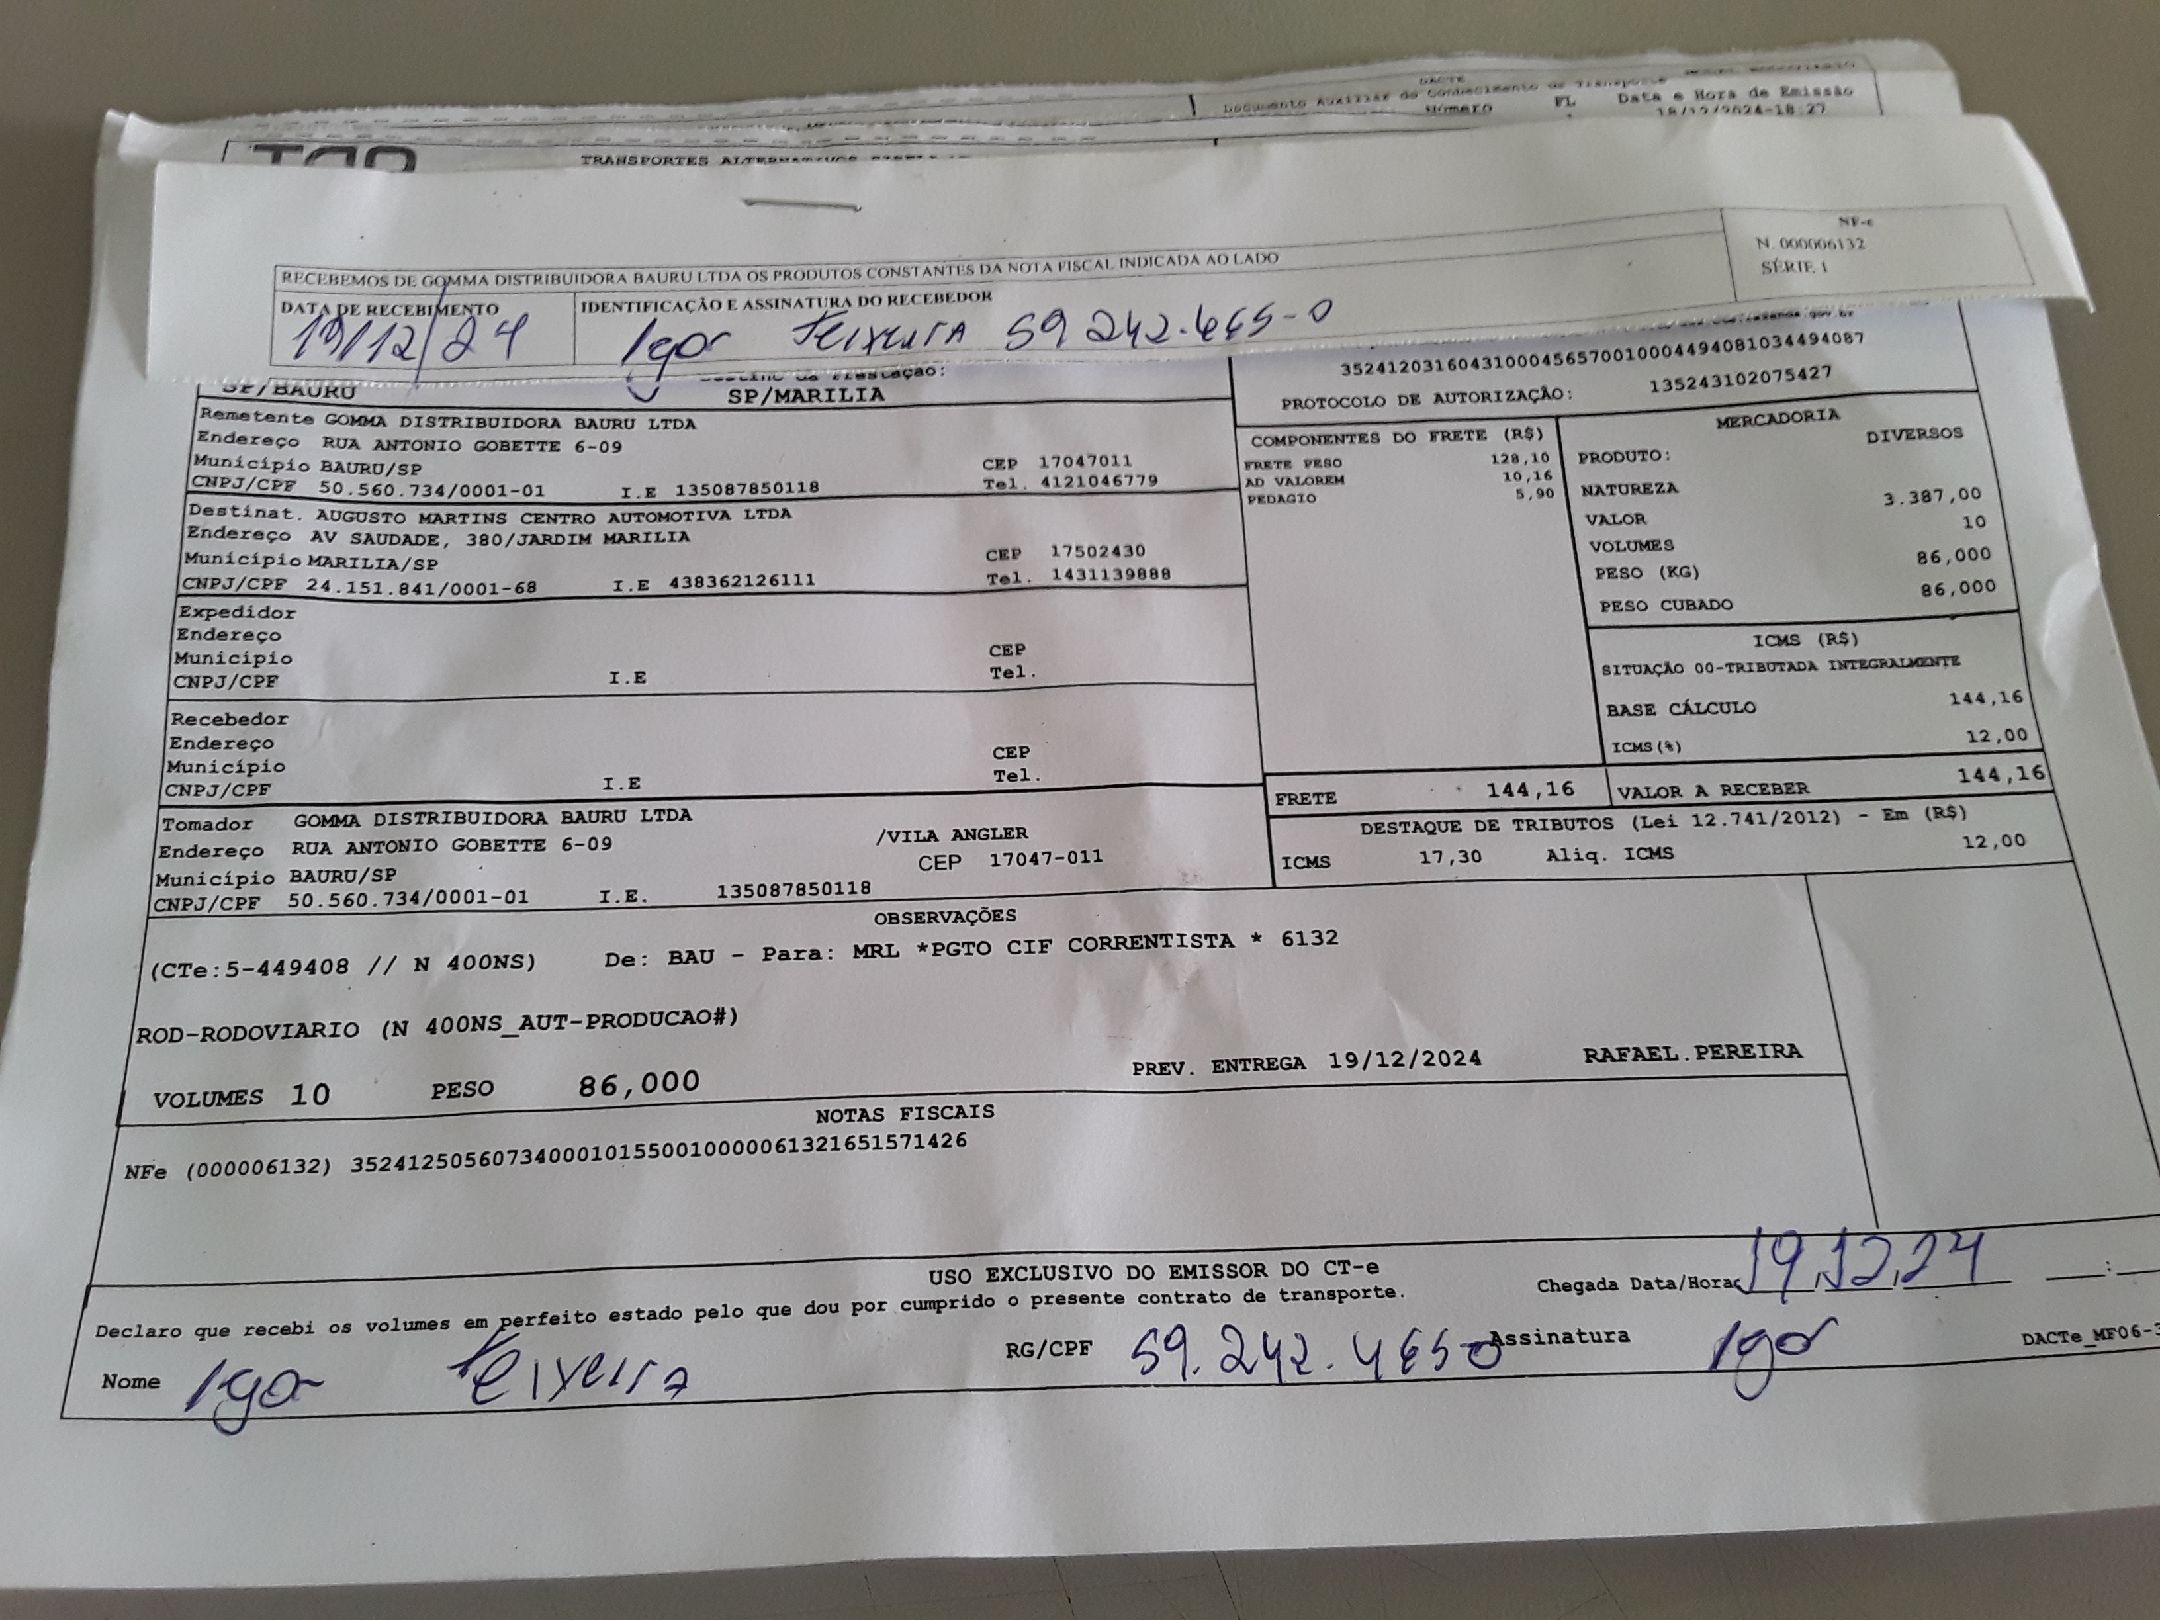 DACTE
Documento Auxiliar do Conhecimento de Transporte
Número FL Data e Hora de Emissão
18/12/2024-18:27
TRANSPORTES
NF-e
N. 000006132
SÉRIE 1
RECEBEMOS DE GOMMA DISTRIBUIDORA BAURU LTDA OS PRODUTOS CONSTANTES DA NOTA FISCAL INDICADA AO LADO
DATA DE RECEBIMENTO IDENTIFICAÇÃO E ASSINATURA DO RECEBEDOR
19/12/24 Igor Teixeira 59 242.465-0
35241203160431000456570010004494081034494087
PROTOCOLO DE AUTORIZAÇÃO: 135243102075427
SP/BAURU SP/MARILIA
Remetente GOMMA DISTRIBUIDORA BAURU LTDA
Endereço RUA ANTONIO GOBETTE 6-09
Município BAURU/SP CEP 17047011
CNPJ/CPF 50.560.734/0001-01 I.E 135087850118 Tel. 4121046779
Destinat. AUGUSTO MARTINS CENTRO AUTOMOTIVA LTDA
Endereço AV SAUDADE, 380/JARDIM MARILIA
Município MARILIA/SP CEP 17502430
CNPJ/CPF 24.151.841/0001-68 I.E 438362126111 Tel. 1431139888
Expedidor
Endereço
Município CEP
CNPJ/CPF I.E Tel.
Recebedor
Endereço
Município CEP
CNPJ/CPF I.E Tel.
Tomador GOMMA DISTRIBUIDORA BAURU LTDA
Endereço RUA ANTONIO GOBETTE 6-09 /VILA ANGLER
Município BAURU/SP CEP 17047-011
CNPJ/CPF 50.560.734/0001-01 I.E. 135087850118
COMPONENTES DO FRETE (R$)
FRETE PESO 128,10
AD VALOREM 10,16
PEDAGIO 5,90
MERCADORIA
PRODUTO: DIVERSOS
NATUREZA
VALOR 3.387,00
VOLUMES 10
PESO (KG) 86,000
PESO CUBADO 86,000
ICMS (R$)
SITUAÇÃO 00-TRIBUTADA INTEGRALMENTE
BASE CÁLCULO 144,16
ICMS(%) 12,00
FRETE 144,16 VALOR A RECEBER 144,16
DESTAQUE DE TRIBUTOS (Lei 12.741/2012) - Em (R$)
ICMS 17,30 Aliq. ICMS 12,00
OBSERVAÇÕES
(CTe:5-449408 // N 400NS) De: BAU - Para: MRL *PGTO CIF CORRENTISTA * 6132
ROD-RODOVIARIO (N 400NS_AUT-PRODUCAO#)
VOLUMES 10 PESO 86,000 PREV. ENTREGA 19/12/2024 RAFAEL.PEREIRA
NOTAS FISCAIS
NFe (000006132) 35241250560734000101550010000061321651571426
USO EXCLUSIVO DO EMISSOR DO CT-e
Declaro que recebi os volumes em perfeito estado pelo que dou por cumprido o presente contrato de transporte.
Chegada Data/Hora 19,12,24 :
Nome Igor Teixeira RG/CPF 59.242.465 0 Assinatura Igor
DACTe_MF06-3